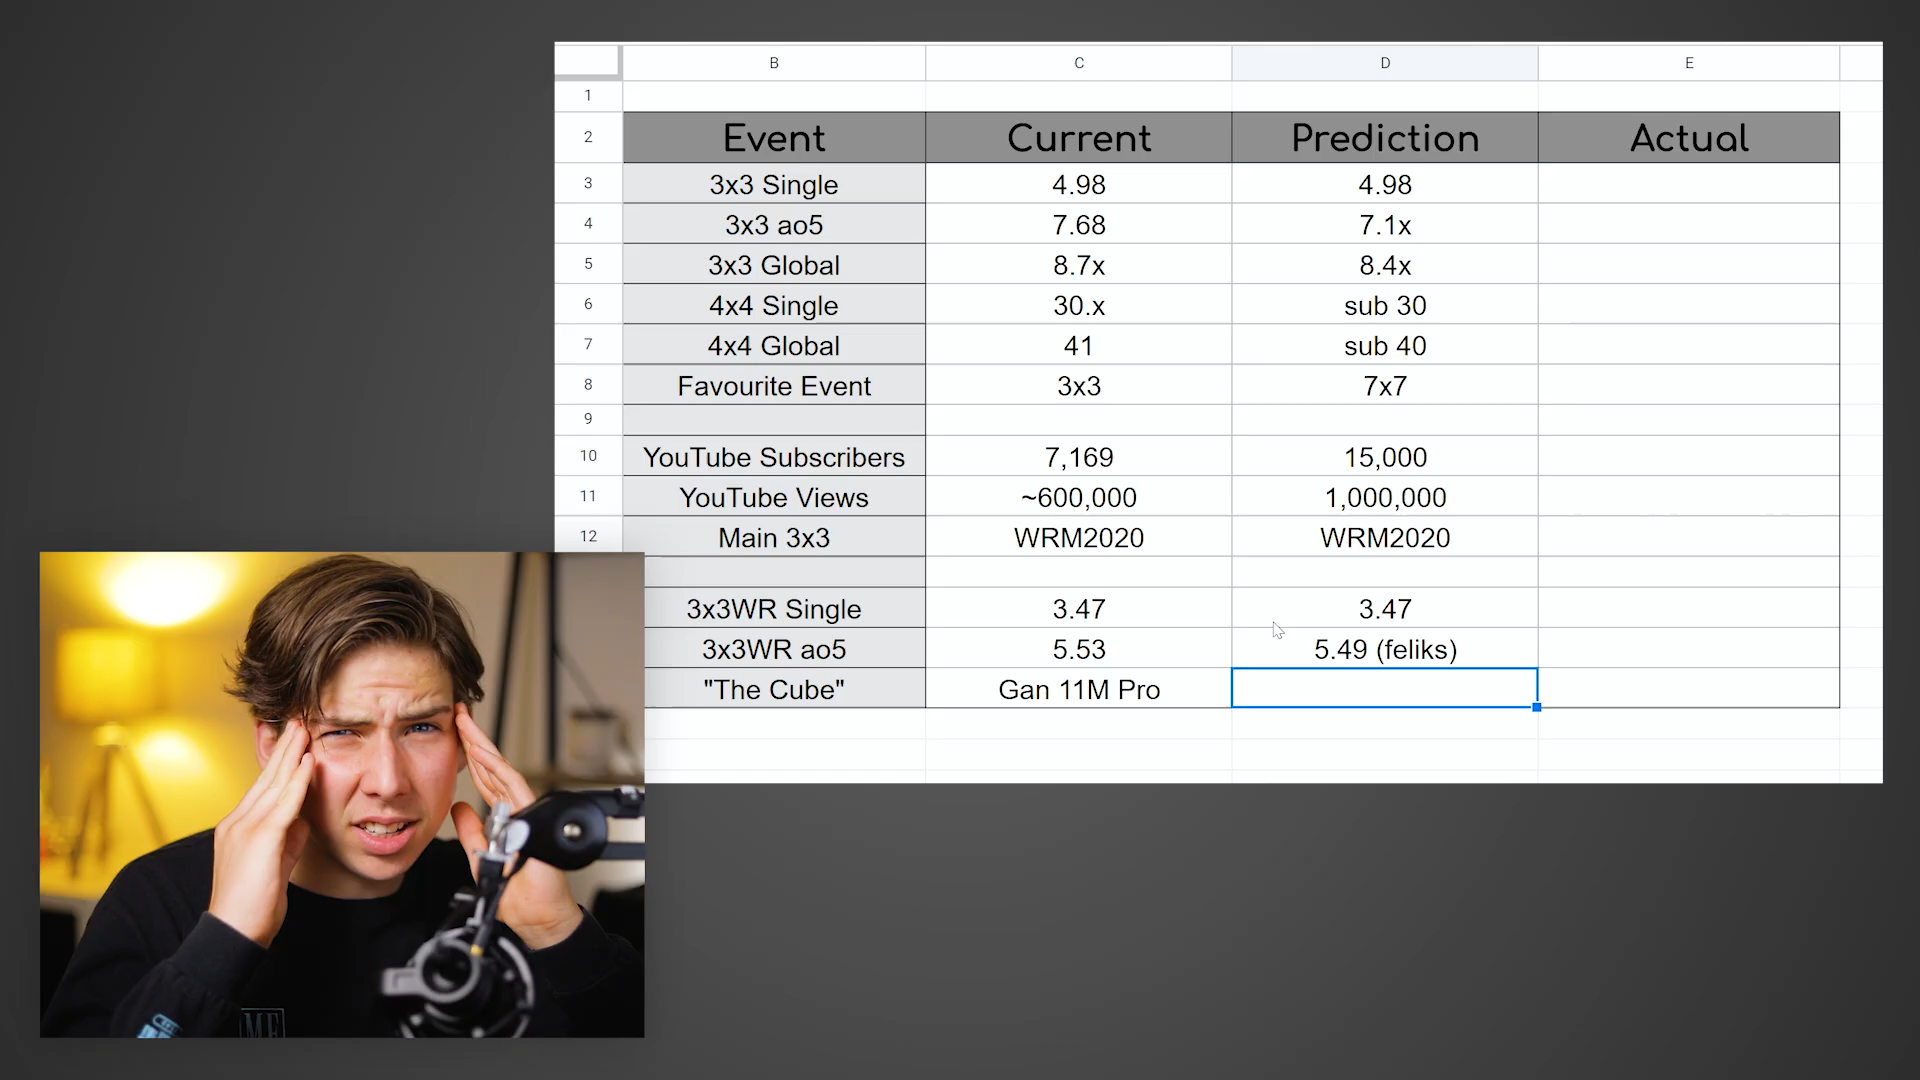 B C D E
1
2 Event Current Prediction Actual
3 3x3 Single 4.98 4.98
4 3x3 ao5 7.68 7.1x
5 3x3 Global 8.7x 8.4x
6 4x4 Single 30.x sub 30
7 4x4 Global 41 sub 40
8 Favourite Event 3x3 7x7
9
10 YouTube Subscribers 7,169 15,000
11 YouTube Views ~600,000 1,000,000
12 Main 3x3 WRM2020 WRM2020
3x3WR Single 3.47 3.47
3x3WR ao5 5.53 5.49 (feliks)
"The Cube" Gan 11M Pro